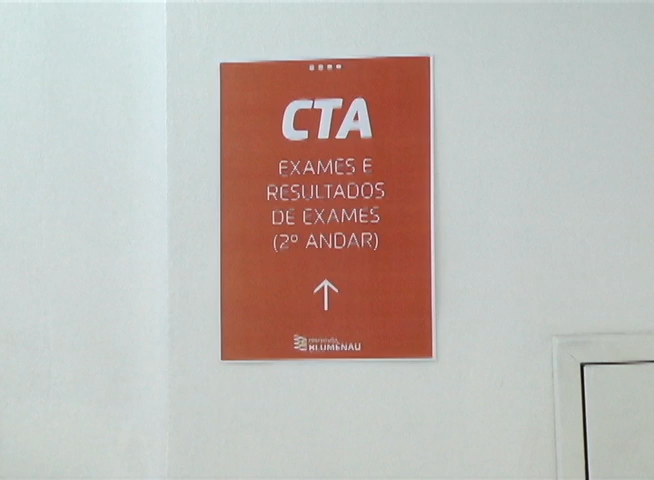 CTA
EXAMES E
RESULTADOS
DE EXAMES
(2º ANDAR)
BLUMENAU